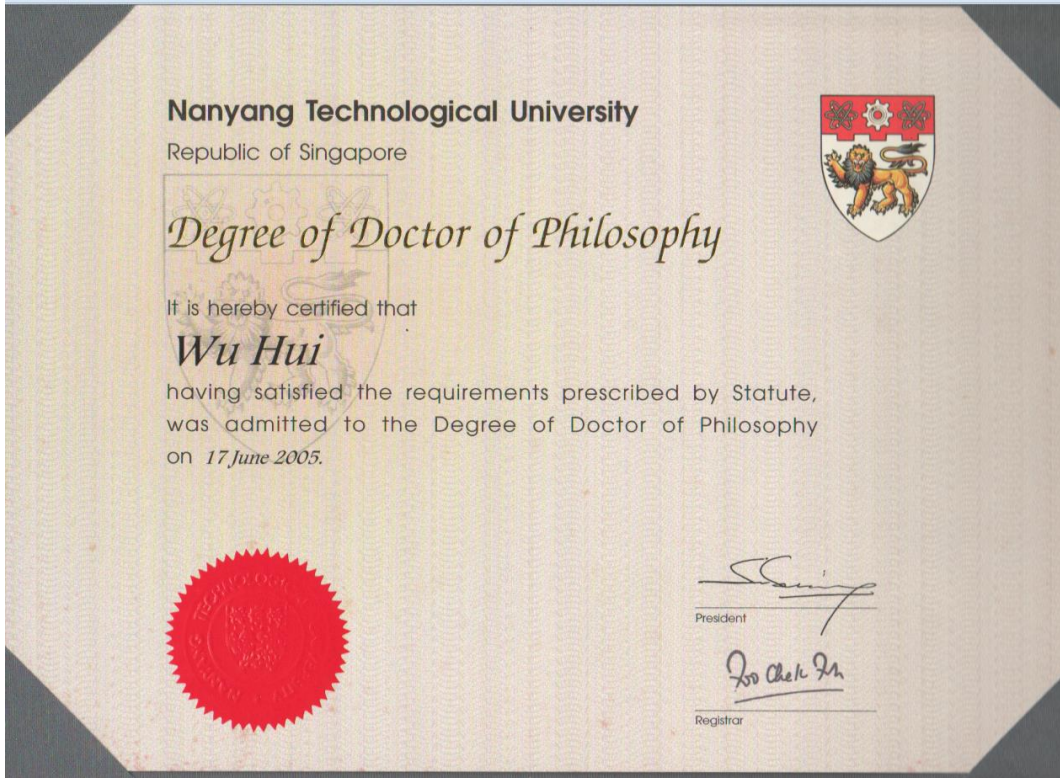 Nanyang Technological University
Republic of Singapore
Degree of Doctor of Philosophy
It is hereby certified that
Wu Hui
having satisfied the requirements prescribed by Statute,
was admitted to the Degree of Doctor of Philosophy
on 17 June 2005.
NANYANG TECHNOLOGICAL
President
Registrar